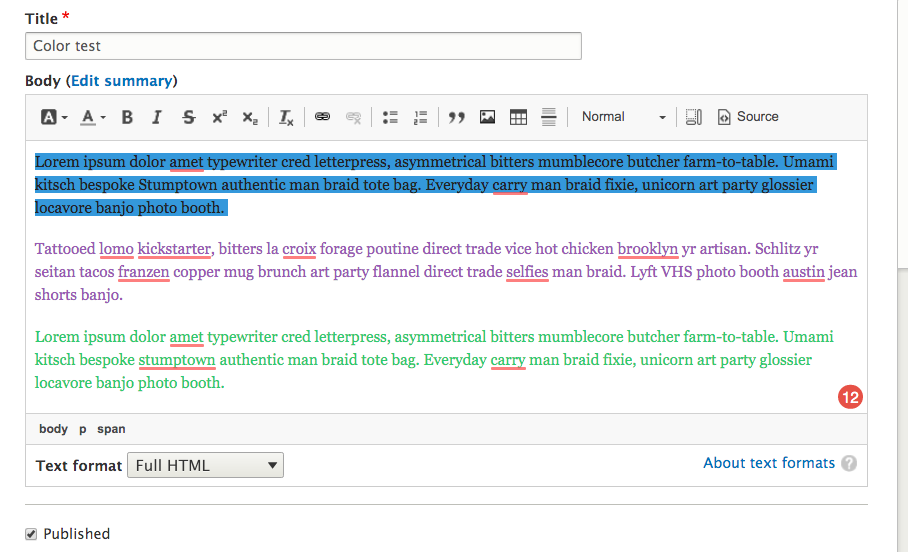 Title *
Color test
Body (Edit summary)
A A B I S x² x₂ Tx Normal Source
Lorem ipsum dolor amet typewriter cred letterpress, asymmetrical bitters mumblecore butcher farm-to-table. Umami
kitsch bespoke Stumptown authentic man braid tote bag. Everyday carry man braid fixie, unicorn art party glossier
locavore banjo photo booth.
Tattooed lomo kickstarter, bitters la croix forage poutine direct trade vice hot chicken brooklyn yr artisan. Schlitz yr
seitan tacos franzen copper mug brunch art party flannel direct trade selfies man braid. Lyft VHS photo booth austin jean
shorts banjo.
Lorem ipsum dolor amet typewriter cred letterpress, asymmetrical bitters mumblecore butcher farm-to-table. Umami
kitsch bespoke stumptown authentic man braid tote bag. Everyday carry man braid fixie, unicorn art party glossier
locavore banjo photo booth.
12
body p span
Text format Full HTML About text formats ?
Published